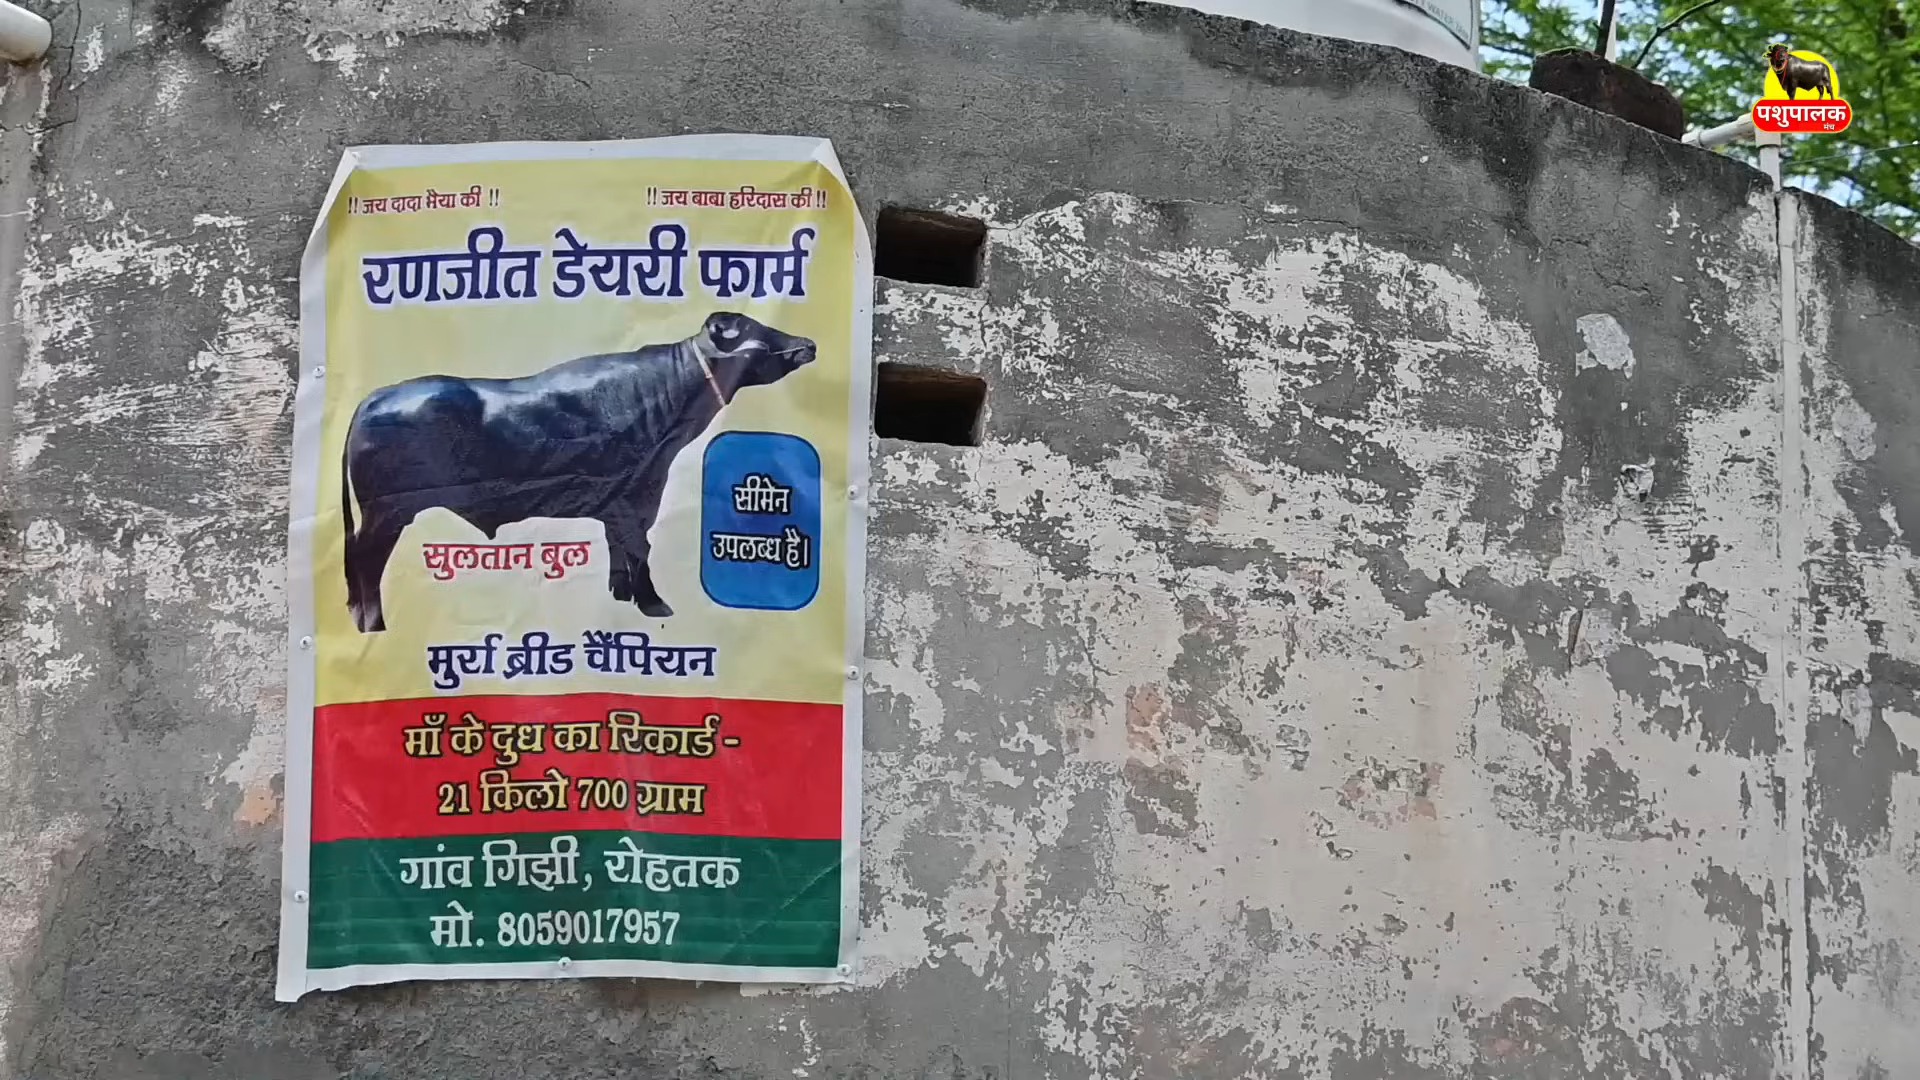 !! जय दादा भैया की !!
!! जय बाबा हरिदास की !!
रणजीत डेयरी फार्म
सीमेन
उपलब्ध है।
सुलतान बुल
मुर्रा ब्रीड चैंपियन
माँ के दुध का रिकार्ड -
21 किलो 700 ग्राम
गांव गिझी, रोहतक
मो. 8059017957
पशुपालक
मंच